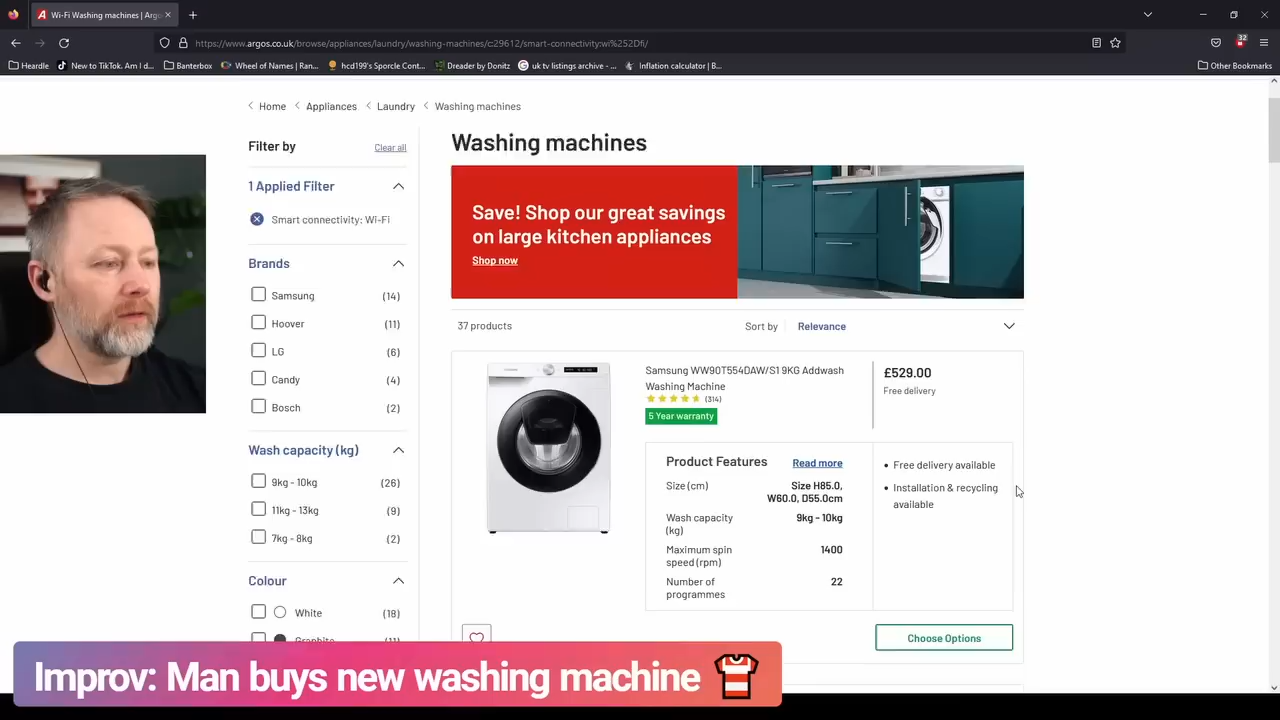 Wi-Fi Washing machines | Argo
https://www.argos.co.uk/browse/appliances/laundry/washing-machines/c29612/smart-connectivity:wi%252Dfi/
32
Heardle
New to TikTok. Am I d...
Banterbox
Wheel of Names | Ran...
hcd199's Sporcle Cont...
Dreader by Donitz
uk tv listings archive - ...
Inflation calculator | B...
Other Bookmarks
Home
Appliances
Laundry
Washing machines
Filter by
Clear all
1 Applied Filter
Smart connectivity: Wi-Fi
Brands
Samsung (14)
Hoover (11)
LG (6)
Candy (4)
Bosch (2)
Wash capacity (kg)
9kg - 10kg (26)
11kg - 13kg (9)
7kg - 8kg (2)
Colour
White (18)
Graphite (11)
Washing machines
Save! Shop our great savings
on large kitchen appliances
Shop now
37 products
Sort by
Relevance
Samsung WW90T554DAW/S1 9KG Addwash
Washing Machine
(314)
5 Year warranty
£529.00
Free delivery
Product Features
Read more
Size (cm)
Size H85.0,
W60.0, D55.0cm
Wash capacity
(kg)
9kg - 10kg
Maximum spin
speed (rpm)
1400
Number of
programmes
22
Free delivery available
Installation & recycling
available
Choose Options
Improv: Man buys new washing machine